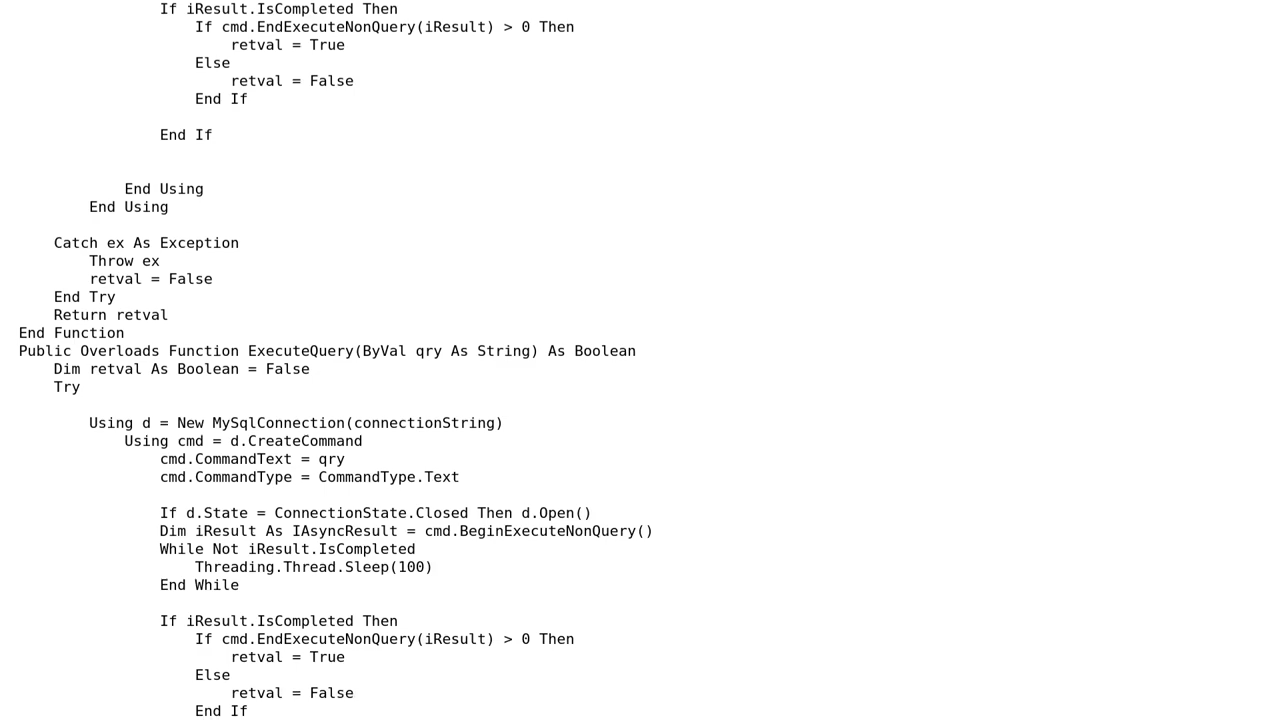 If iResult.IsCompleted Then
If cmd.EndExecuteNonQuery(iResult) > 0 Then
retval = True
Else
retval = False
End If
End If
End Using
End Using
Catch ex As Exception
Throw ex
retval = False
End Try
Return retval
End Function
Public Overloads Function ExecuteQuery(ByVal qry As String) As Boolean
Dim retval As Boolean = False
Try
Using d = New MySqlConnection(connectionString)
Using cmd = d.CreateCommand
cmd.CommandText = qry
cmd.CommandType = CommandType.Text
If d.State = ConnectionState.Closed Then d.Open()
Dim iResult As IAsyncResult = cmd.BeginExecuteNonQuery()
While Not iResult.IsCompleted
Threading.Thread.Sleep(100)
End While
If iResult.IsCompleted Then
If cmd.EndExecuteNonQuery(iResult) > 0 Then
retval = True
Else
retval = False
End If